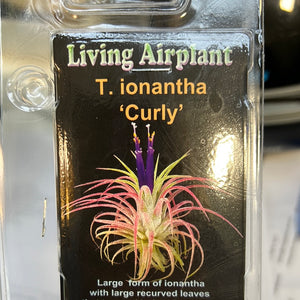 Living Airplant
T. ionantha
‘Curly’
Large form of ionantha
with large recurved leaves